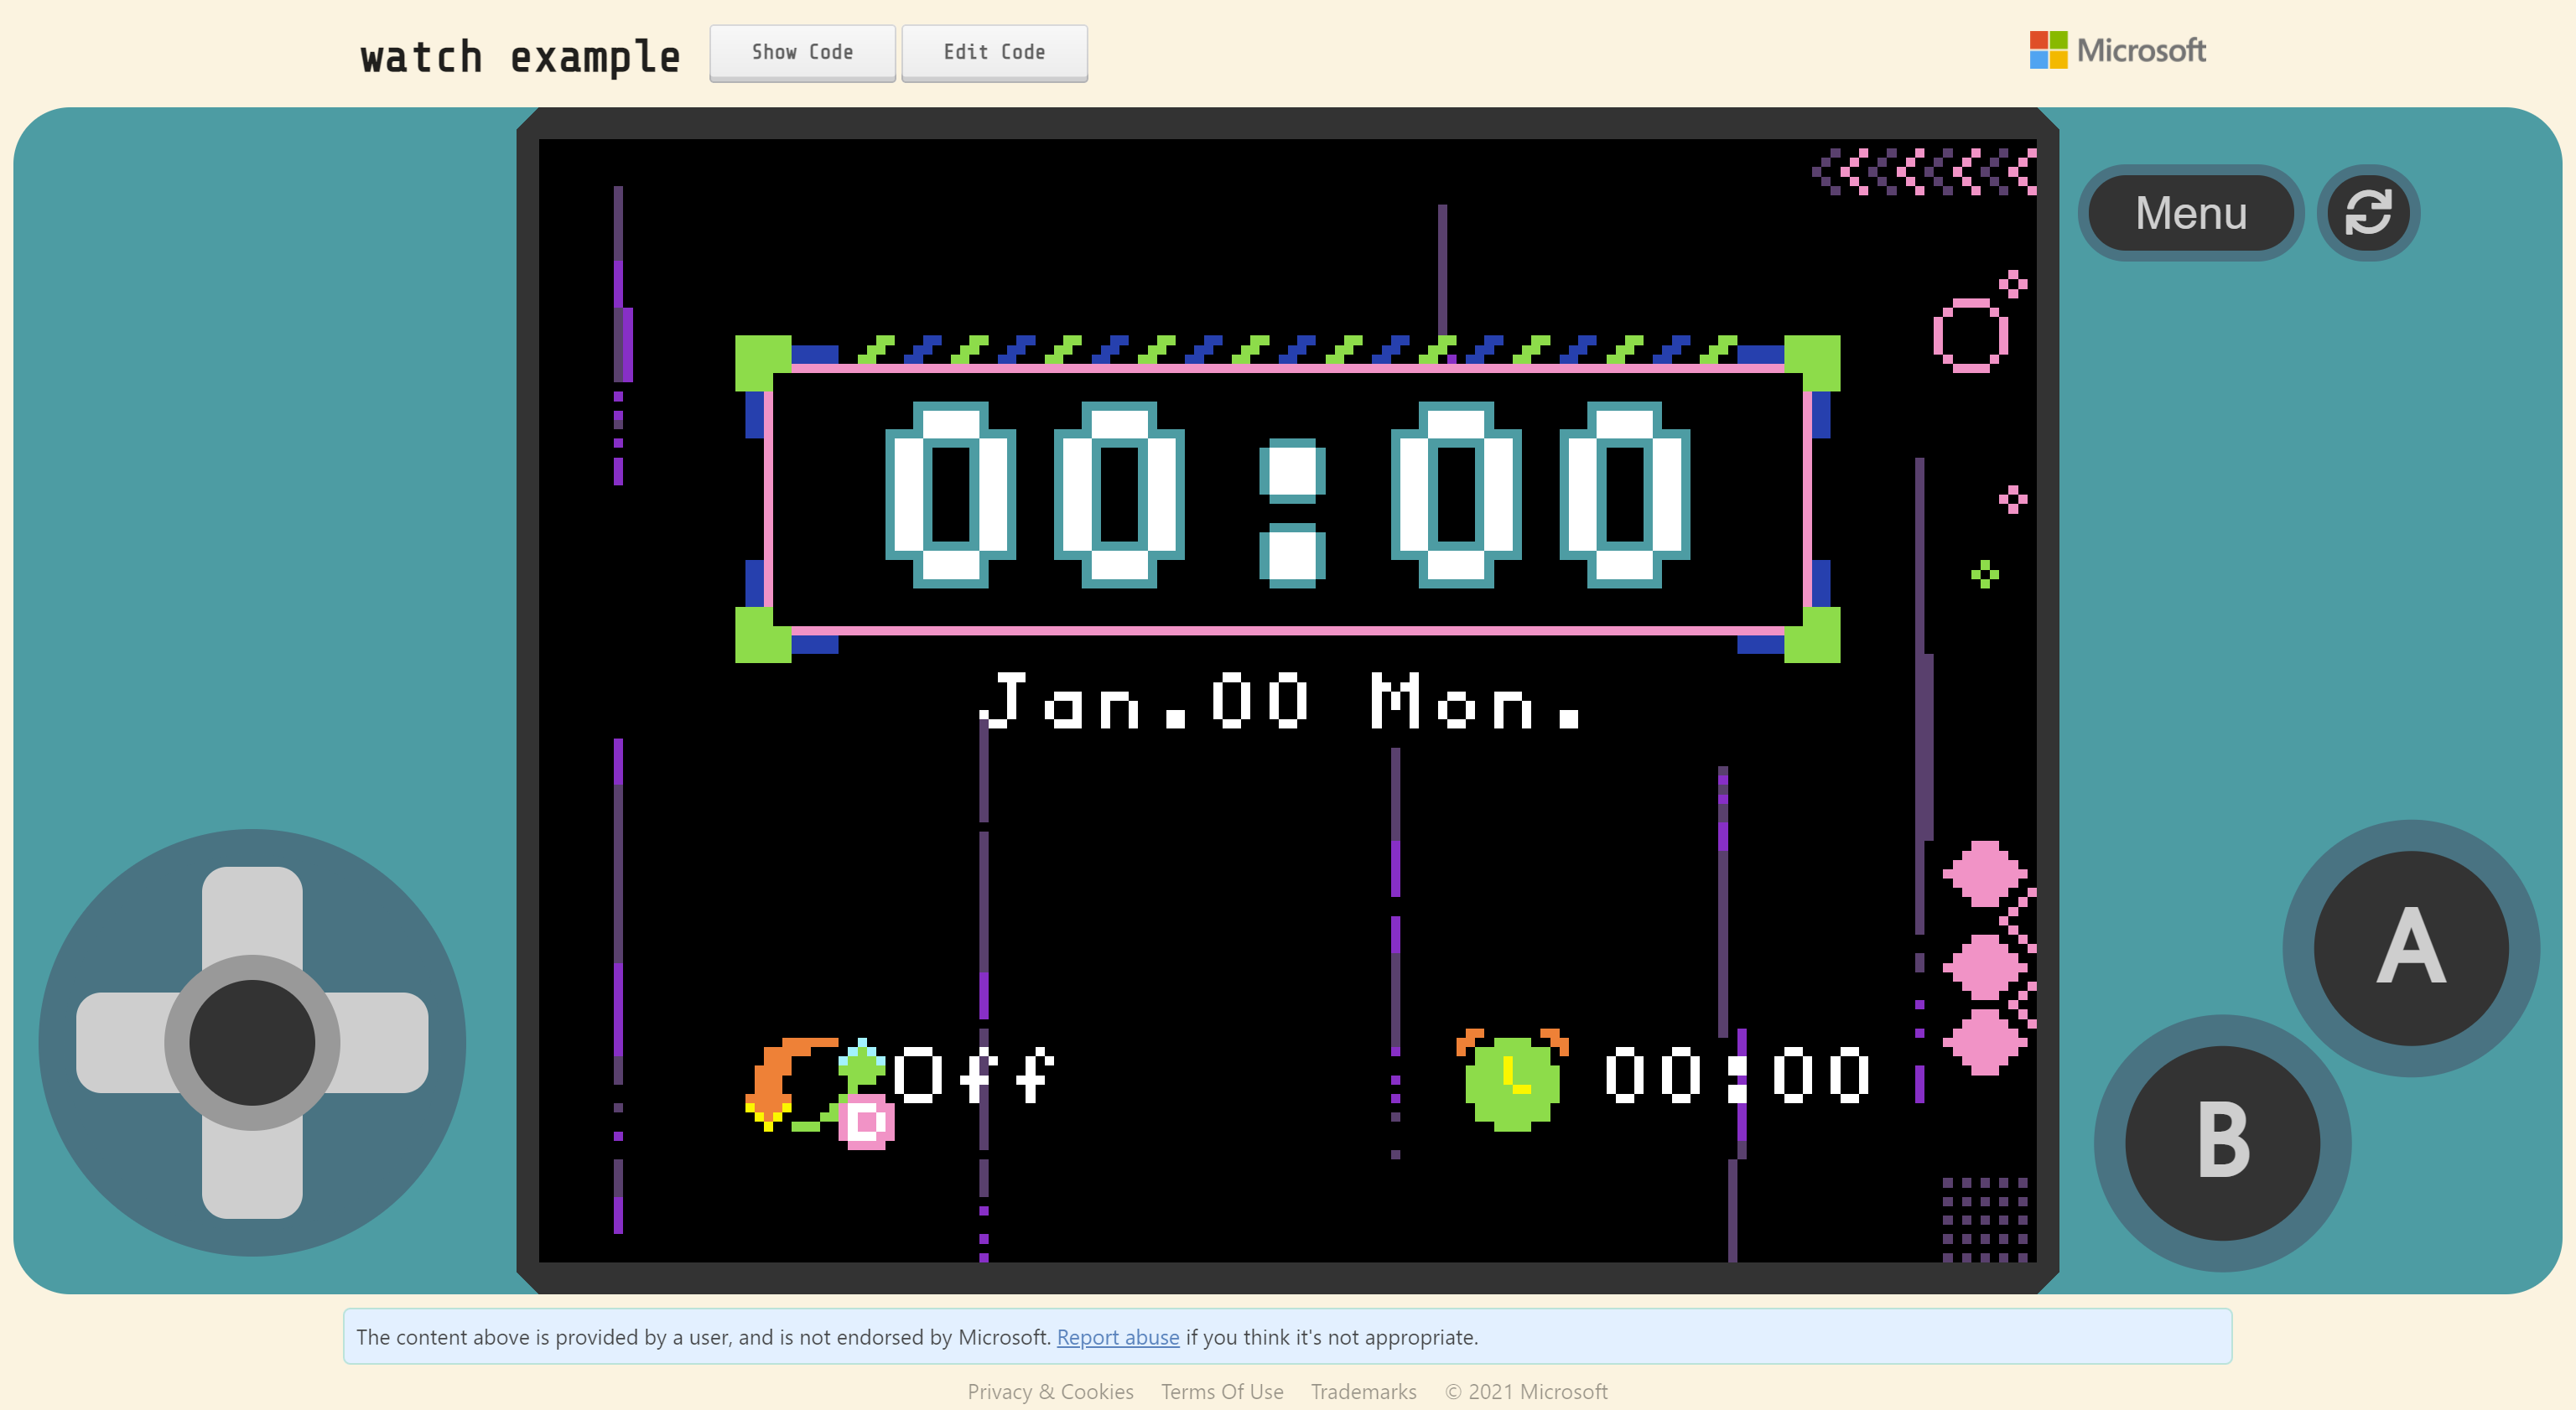 watch example
Show Code
Edit Code
Microsoft
Menu
00:00
Jan.00 Mon.
Off
00:00
A
B
The content above is provided by a user, and is not endorsed by Microsoft. Report abuse if you think it's not appropriate.
Privacy & Cookies Terms Of Use Trademarks © 2021 Microsoft